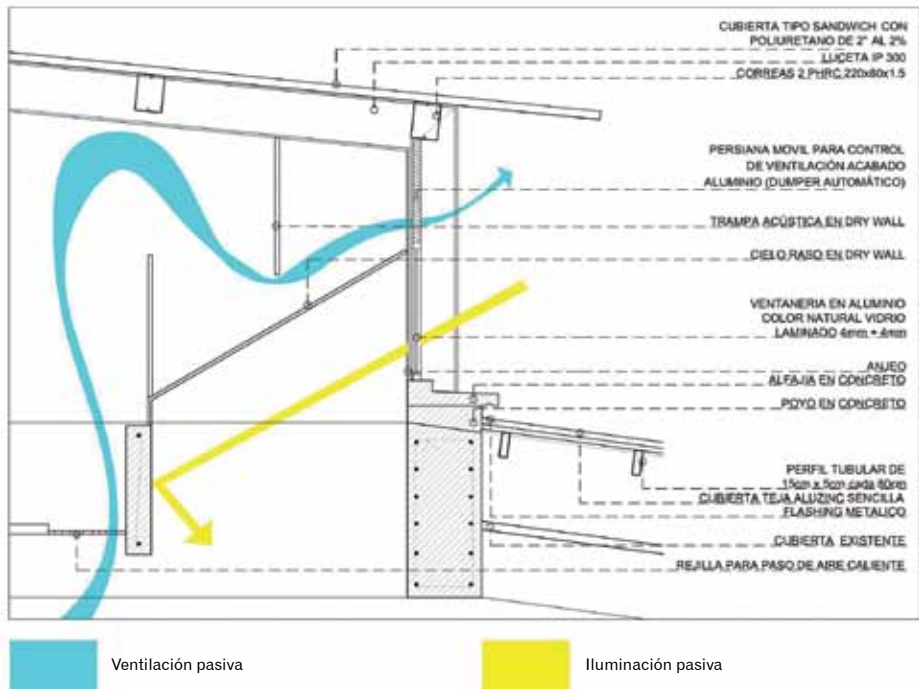 CUBIERTA TIPO SANDWICH CON
POLIURETANO DE 2" AL 2%
LUCETA IP 300
CORREAS 2 PHRC 220x80x1.5
PERSIANA MOVIL PARA CONTROL
DE VENTILACIÓN ACABADO
ALUMINIO (DUMPER AUTOMÁTICO)
TRAMPA ACÚSTICA EN DRY WALL
CIELO RASO EN DRY WALL
VENTANERIA EN ALUMINIO
COLOR NATURAL VIDRIO
LAMINADO 4mm + 4mm
ANJEO
ALFAJIA EN CONCRETO
POYO EN CONCRETO
PERFIL TUBULAR DE
15cm x 5cm cada 80cm
CUBIERTA TEJA ALUZINC SENCILLA
FLASHING METALICO
CUBIERTA EXISTENTE
REJILLA PARA PASO DE AIRE CALIENTE
Ventilación pasiva
Iluminación pasiva